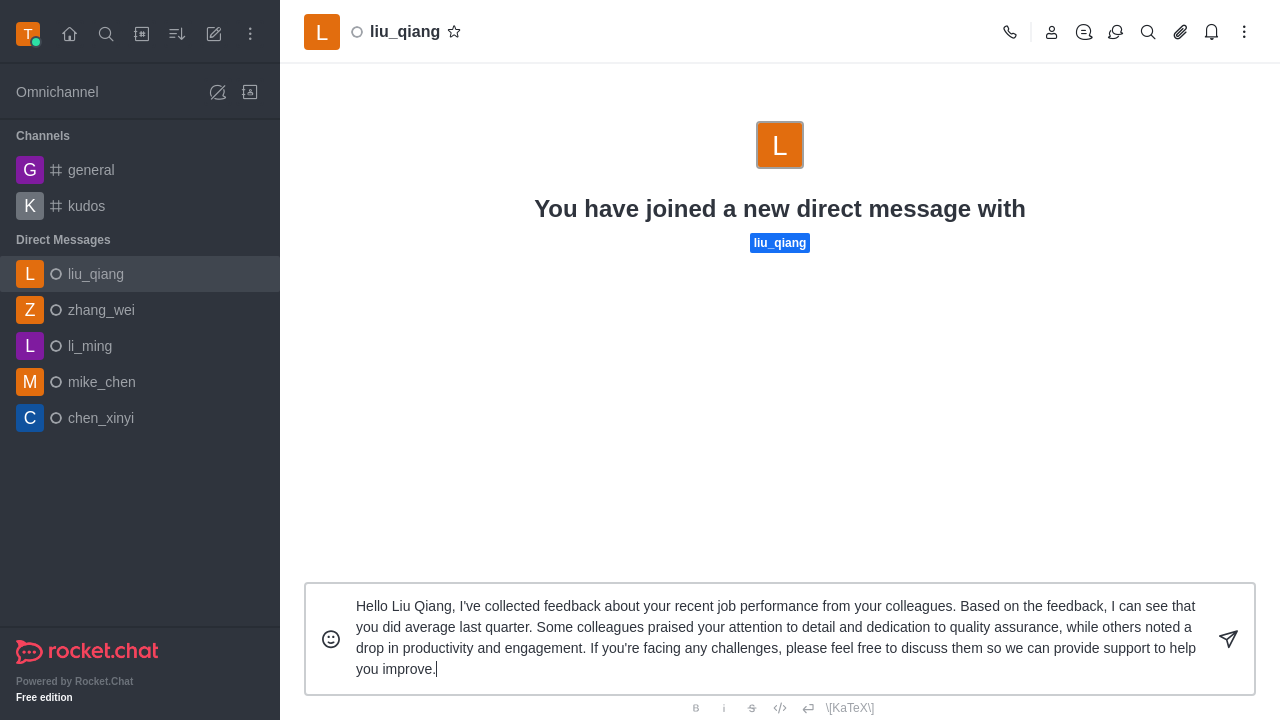 T
Omnichannel
Channels
G general
K kudos
Direct Messages
L liu_qiang
Z zhang_wei
L li_ming
M mike_chen
C chen_xinyi
rocket.chat
Powered by Rocket.Chat
Free edition
L liu_qiang
L
You have joined a new direct message with
liu_qiang
Hello Liu Qiang, I've collected feedback about your recent job performance from your colleagues. Based on the feedback, I can see that
you did average last quarter. Some colleagues praised your attention to detail and dedication to quality assurance, while others noted a
drop in productivity and engagement. If you're facing any challenges, please feel free to discuss them so we can provide support to help
you improve.
B i S \[KaTeX\]